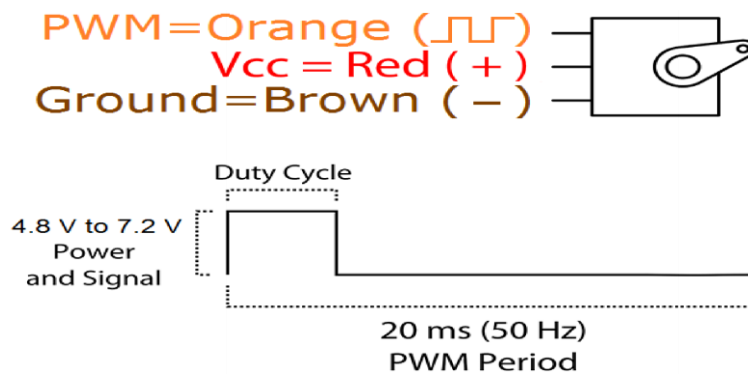 PWM=Orange (⎍⎍)
Vcc = Red ( + )
Ground=Brown ( − )
Duty Cycle
4.8 V to 7.2 V
Power
and Signal
20 ms (50 Hz)
PWM Period